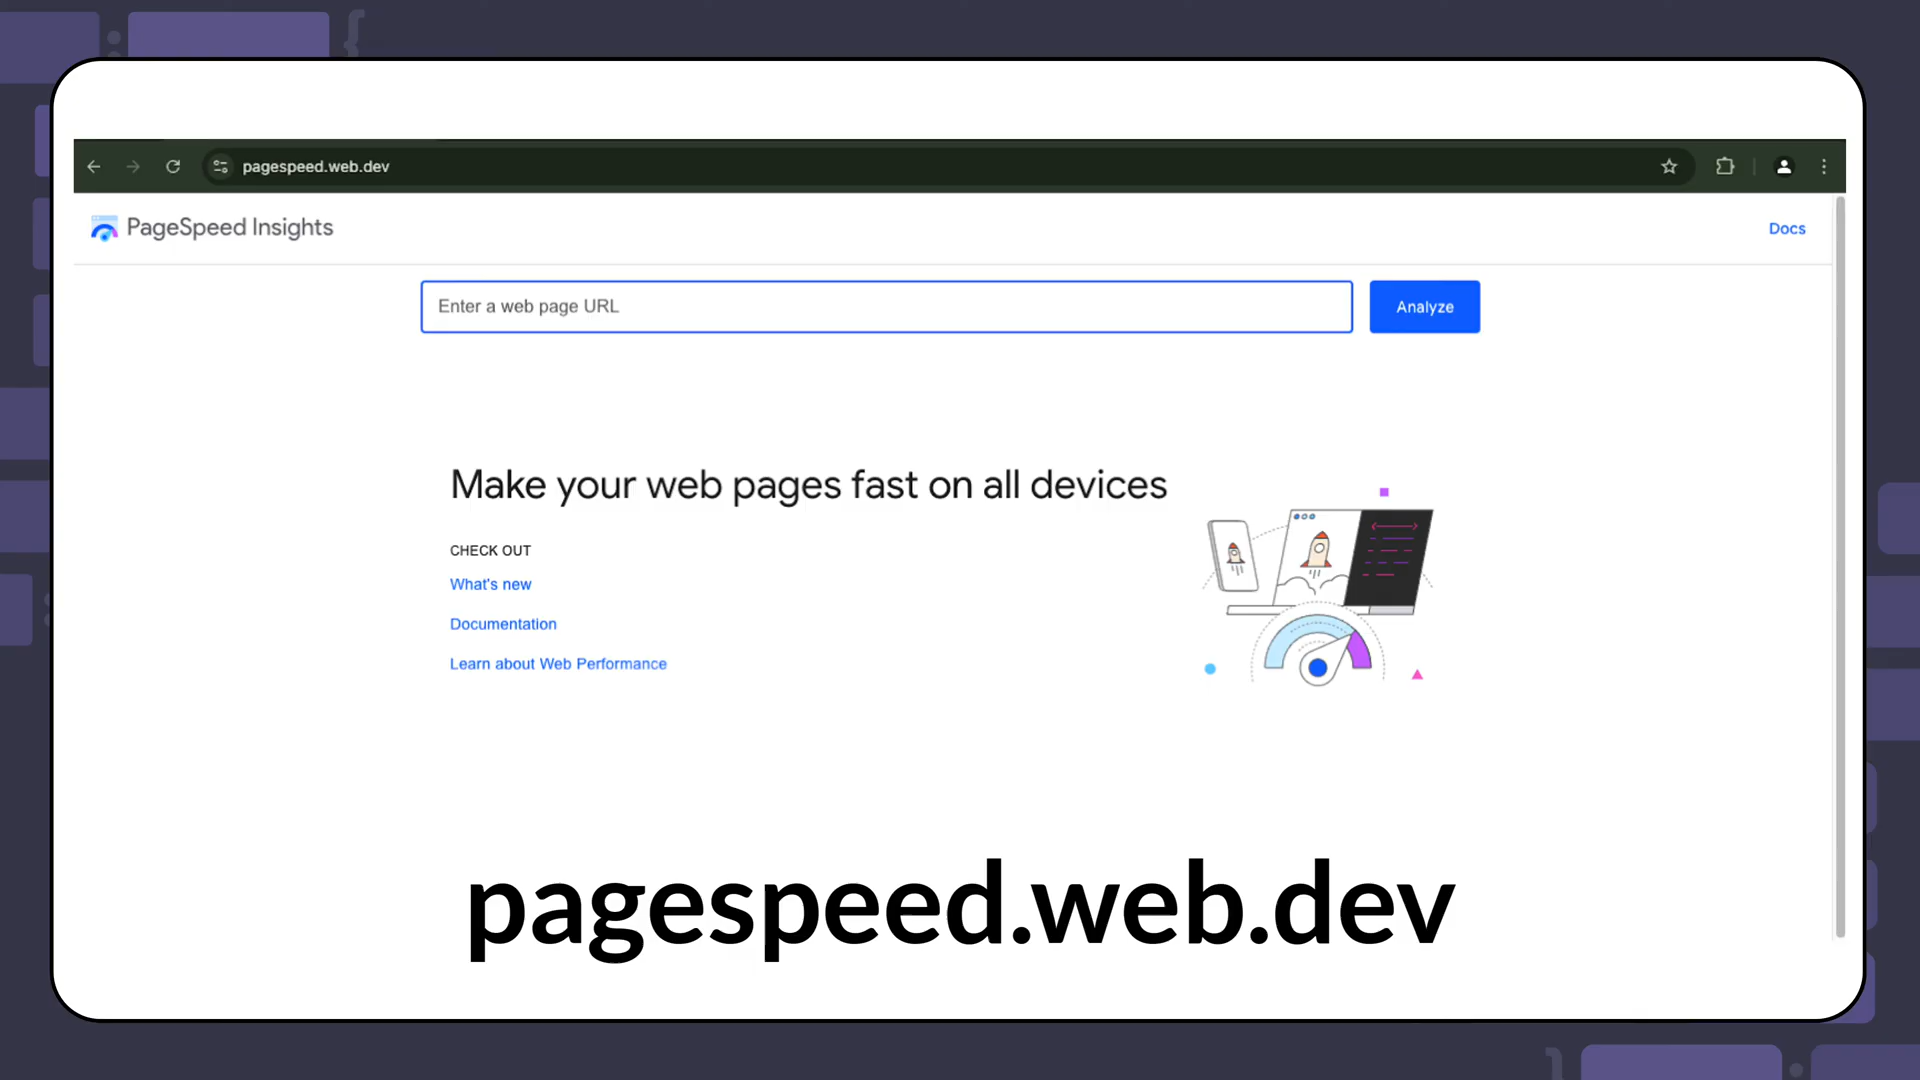 pagespeed.web.dev
PageSpeed Insights
Docs
Enter a web page URL
Analyze
Make your web pages fast on all devices
CHECK OUT
What's new
Documentation
Learn about Web Performance
pagespeed.web.dev